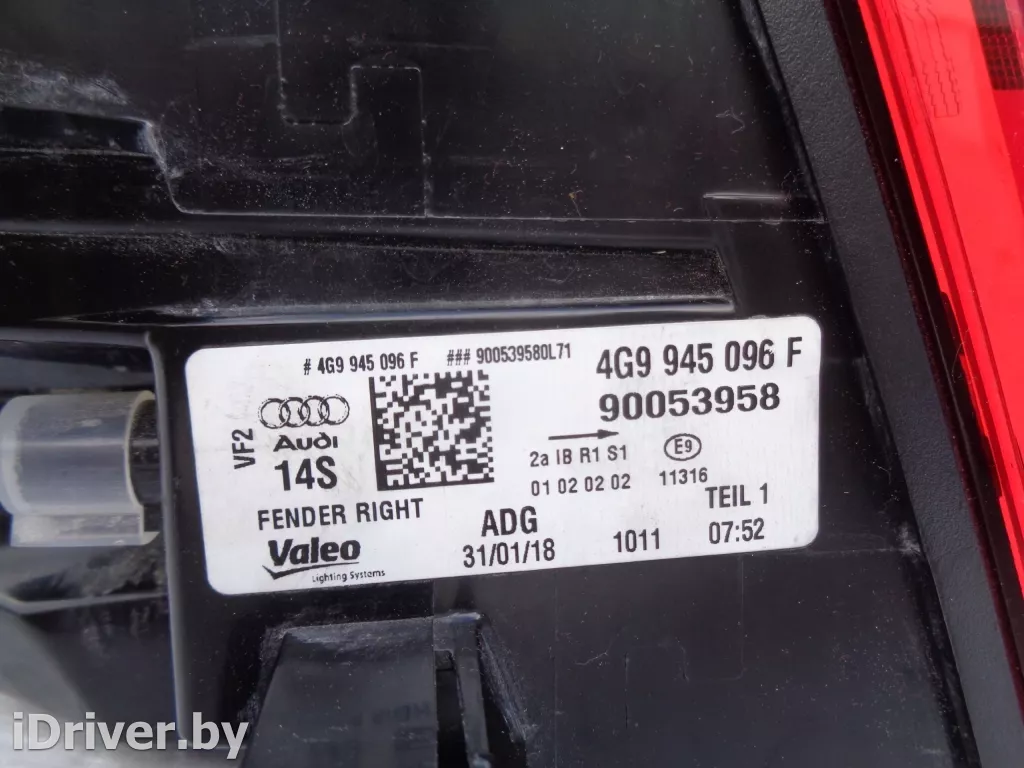 # 4G9 945 096 F ### 900539580L71
4G9 945 096 F
90053958
VF2
Audi
14S
2a IB R1 S1
E9
01 02 02 02
11316
FENDER RIGHT
ADG
TEIL 1
Valeo
Lighting Systems
31/01/18
1011
07:52
iDriver.by